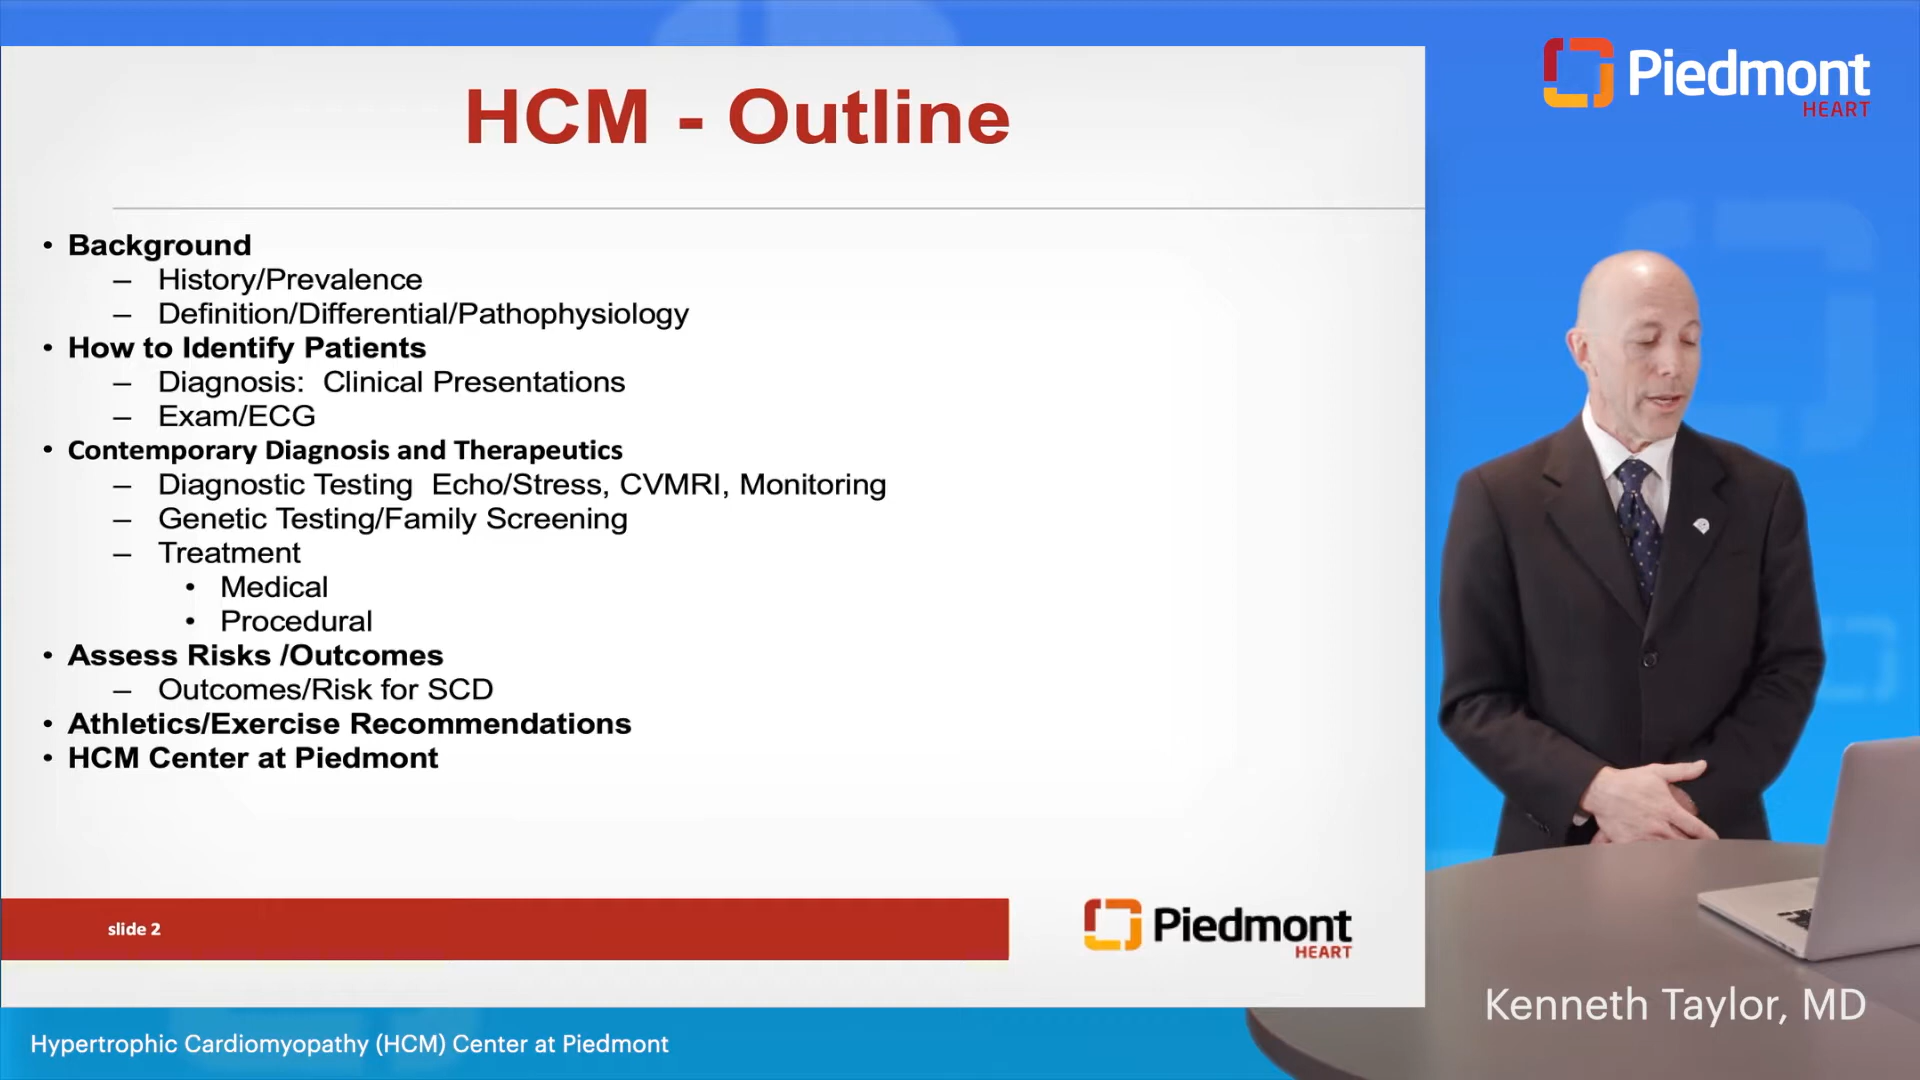 HCM - Outline
• Background
– History/Prevalence
– Definition/Differential/Pathophysiology
• How to Identify Patients
– Diagnosis:  Clinical Presentations
– Exam/ECG
• Contemporary Diagnosis and Therapeutics
– Diagnostic Testing  Echo/Stress, CVMRI, Monitoring
– Genetic Testing/Family Screening
– Treatment
• Medical
• Procedural
• Assess Risks /Outcomes
– Outcomes/Risk for SCD
• Athletics/Exercise Recommendations
• HCM Center at Piedmont
slide 2
Piedmont
HEART
Piedmont
HEART
Kenneth Taylor, MD
Hypertrophic Cardiomyopathy (HCM) Center at Piedmont